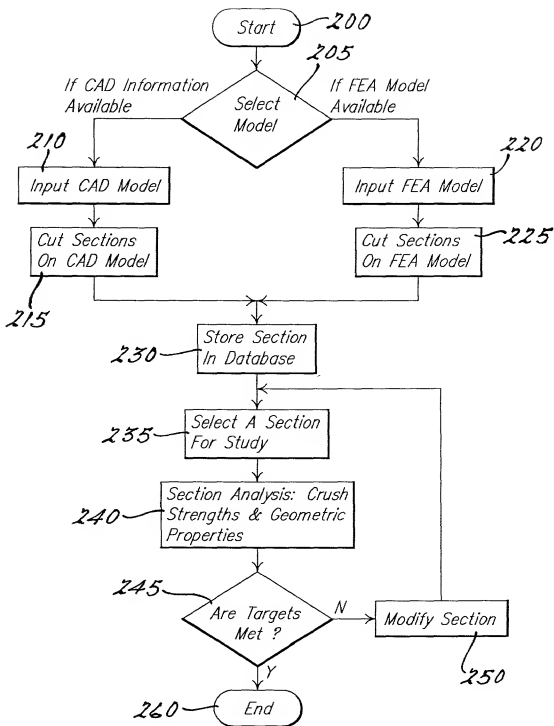 Start
200
205
If CAD Information
Available
If FEA Model
Available
Select
Model
210
220
Input CAD Model
Input FEA Model
Cut Sections
On CAD Model
215
Cut Sections
On FEA Model
225
230
Store Section
In Database
235
Select A Section
For Study
240
Section Analysis: Crush
Strengths & Geometric
Properties
245
Are Targets
Met ?
N
Modify Section
250
Y
260
End